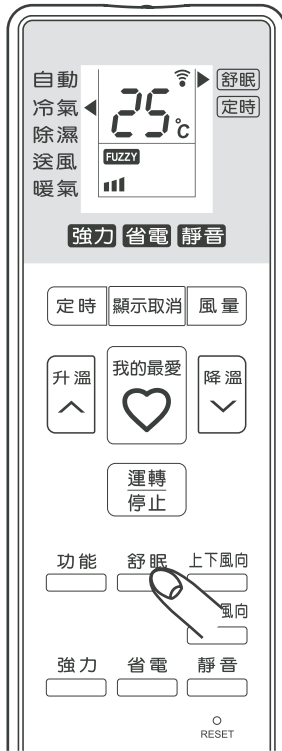 自動
冷氣
除濕
送風
暖氣
25℃
FUZZY
舒眠
定時
強力 省電 靜音
定時 顯示取消 風量
升溫 我的最愛 降溫
運轉
停止
功能 舒眠 上下風向
風向
強力 省電 靜音
RESET